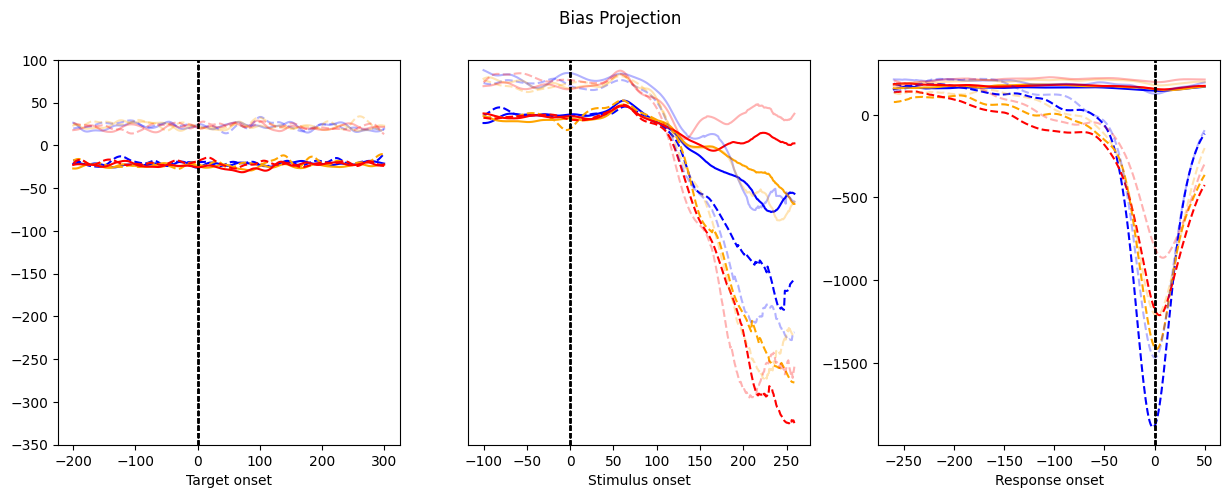 Bias Projection
100
50
0
−50
−100
−150
−200
−250
−300
−350
−200 −100 0 100 200 300
Target onset
−100 −50 0 50 100 150 200 250
Stimulus onset
0
−500
−1000
−1500
−250 −200 −150 −100 −50 0 50
Response onset